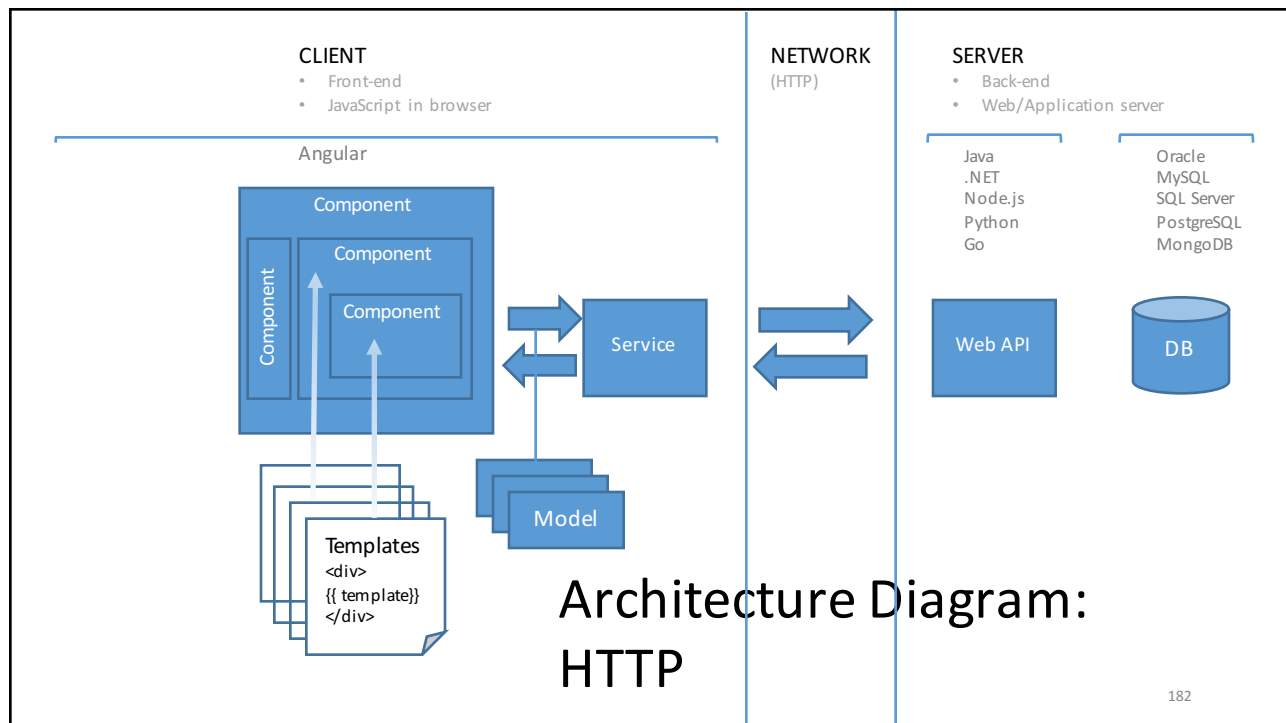 CLIENT
• Front-end
• JavaScript in browser
NETWORK
(HTTP)
SERVER
• Back-end
• Web/Application server
Angular
Java
.NET
Node.js
Python
Go
Oracle
MySQL
SQL Server
PostgreSQL
MongoDB
Component
Component
Component
Component
Service
Web API
DB
Model
Templates
<div>
{{ template}}
</div>
Architecture Diagram:
HTTP
182